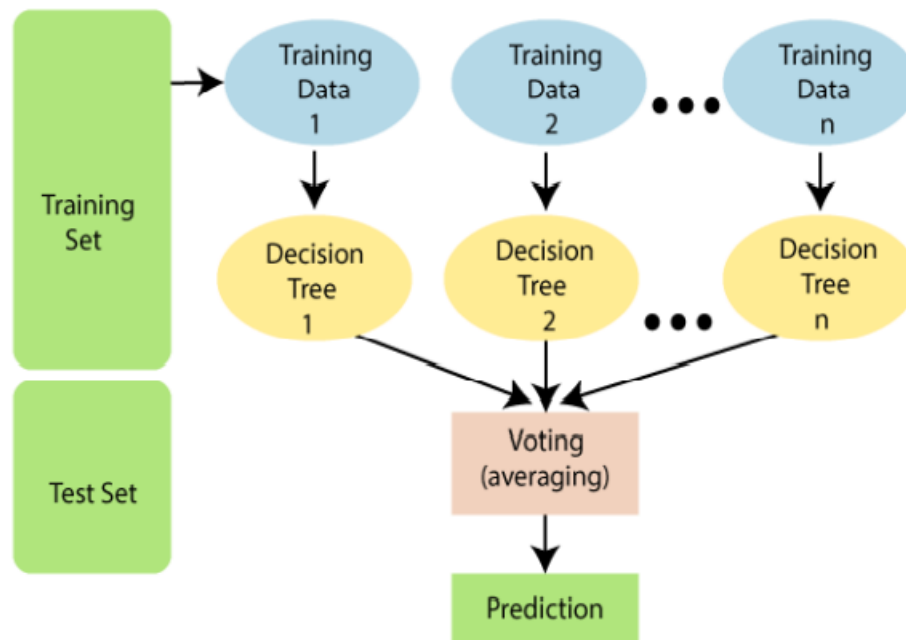 Training
Set
Test Set
Training
Data
1
Training
Data
2
Training
Data
n
Decision
Tree
1
Decision
Tree
2
Decision
Tree
n
Voting
(averaging)
Prediction